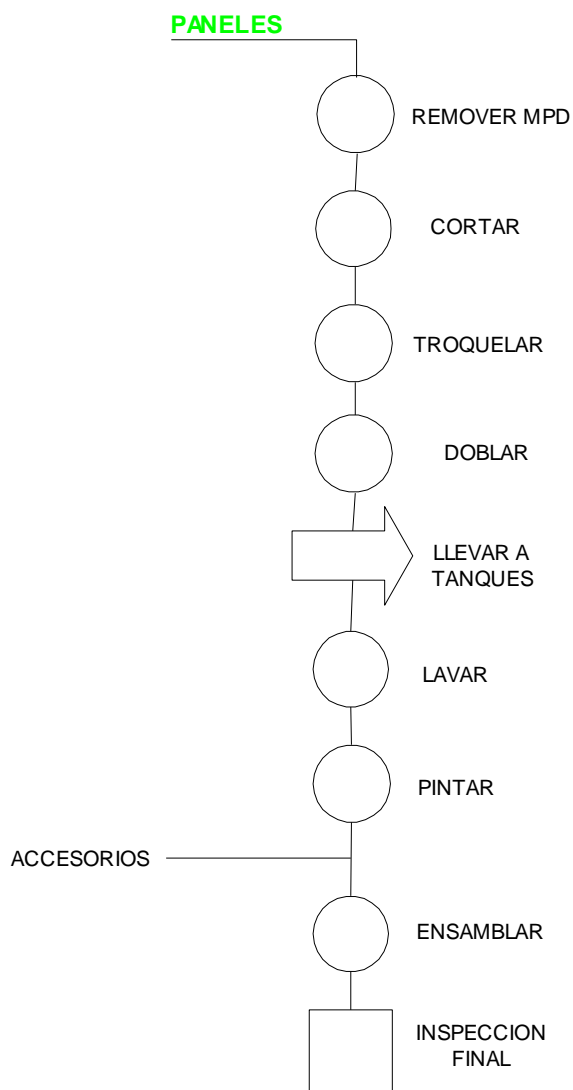 PANELES
REMOVER MPD
CORTAR
TROQUELAR
DOBLAR
LLEVAR A
TANQUES
LAVAR
PINTAR
ACCESORIOS
ENSAMBLAR
INSPECCION
FINAL